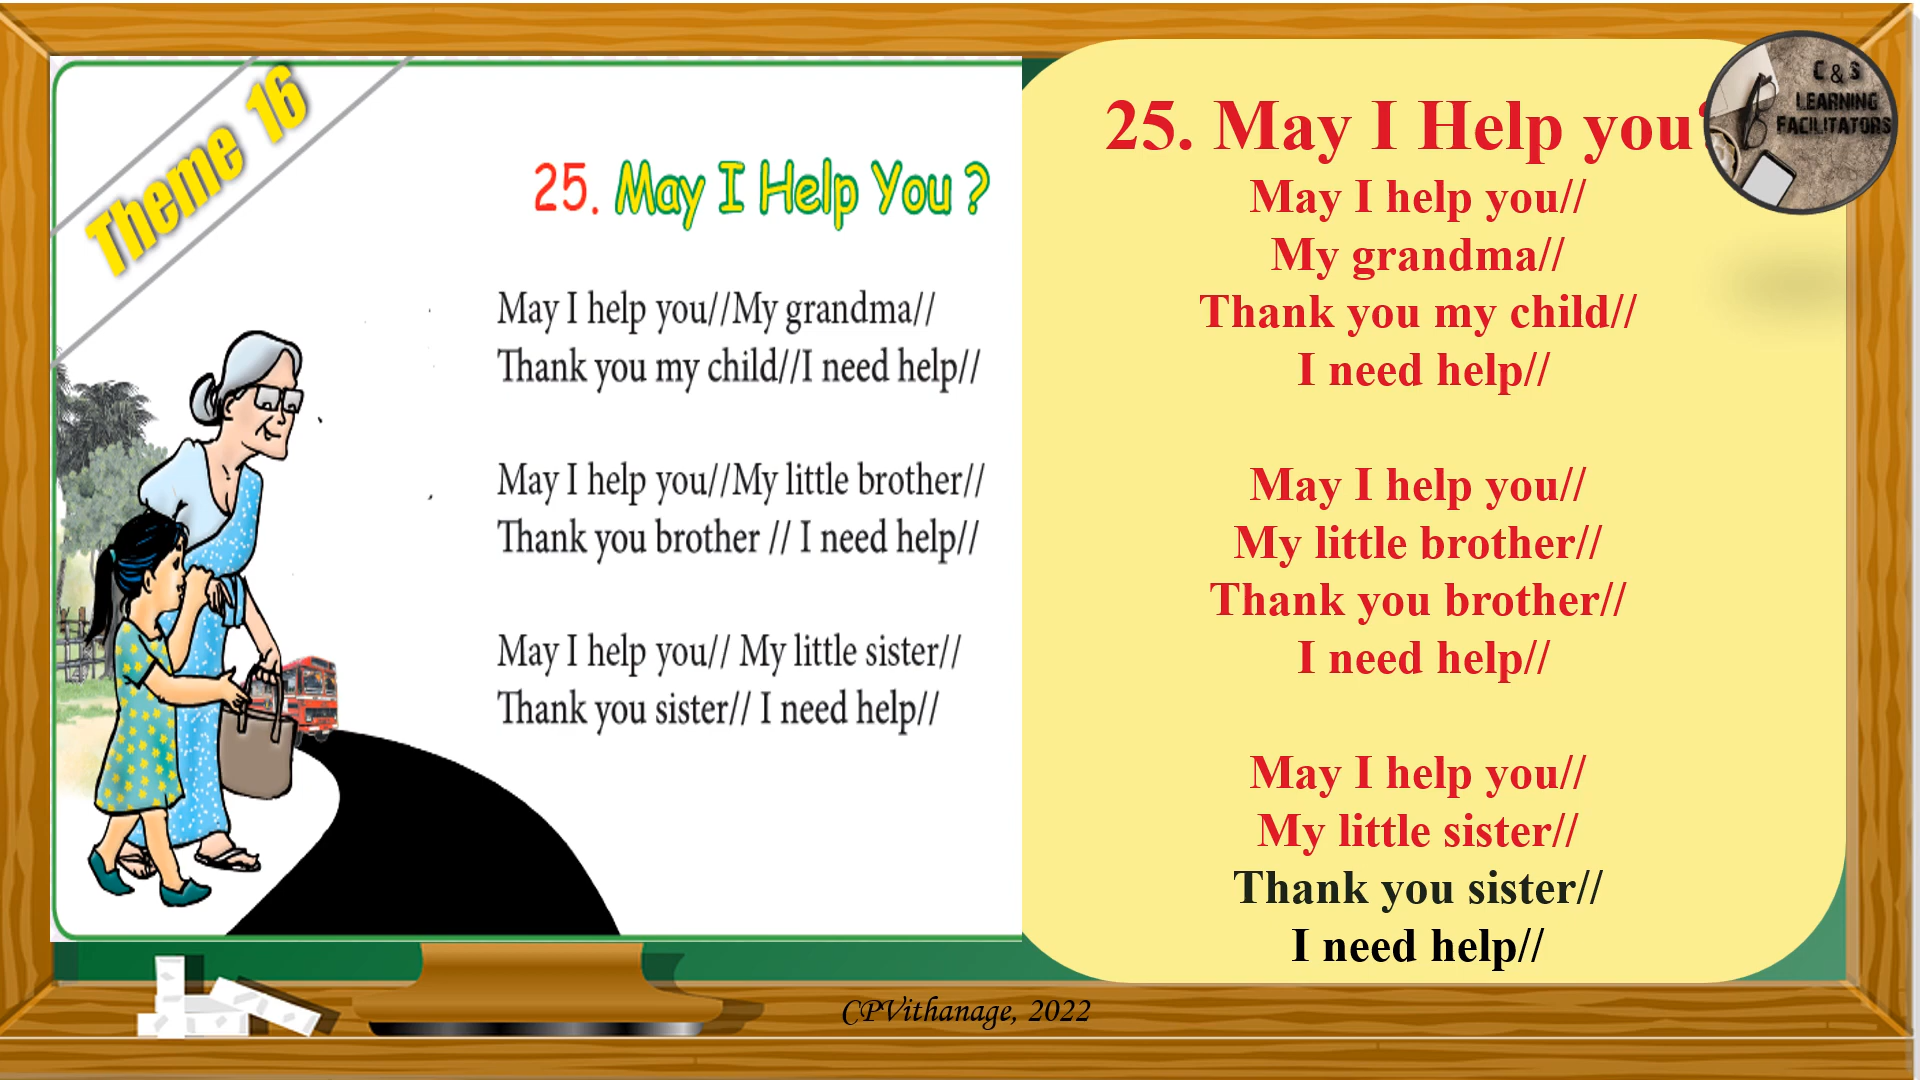 Theme 16
25. May I Help You ?
May I help you//My grandma//
Thank you my child//I need help//
May I help you//My little brother//
Thank you brother // I need help//
May I help you// My little sister//
Thank you sister// I need help//
25. May I Help you?
May I help you//
My grandma//
Thank you my child//
I need help//
May I help you//
My little brother//
Thank you brother//
I need help//
May I help you//
My little sister//
Thank you sister//
I need help//
C & S
LEARNING
FACILITATORS
CPVithanage, 2022